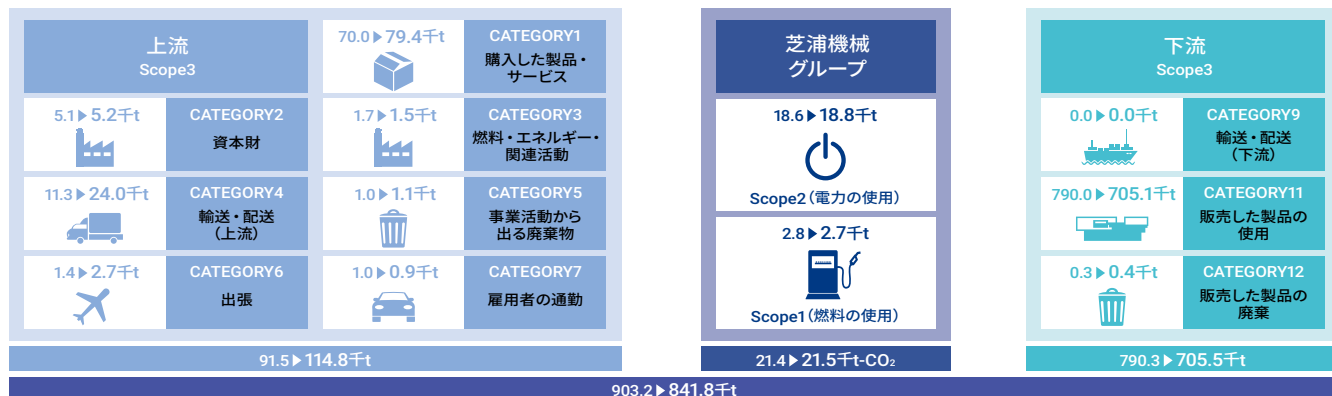 上流
Scope3
70.0▶79.4千t
CATEGORY1
購入した製品・
サービス
5.1▶5.2千t
CATEGORY2
資本財
1.7▶1.5千t
CATEGORY3
燃料・エネルギー・
関連活動
11.3▶24.0千t
CATEGORY4
輸送・配送
（上流）
1.0▶1.1千t
CATEGORY5
事業活動から
出る廃棄物
1.4▶2.7千t
CATEGORY6
出張
1.0▶0.9千t
CATEGORY7
雇用者の通勤
91.5▶114.8千t
芝浦機械
グループ
18.6▶18.8千t
Scope2（電力の使用）
2.8▶2.7千t
Scope1（燃料の使用）
21.4▶21.5千t-CO₂
下流
Scope3
0.0▶0.0千t
CATEGORY9
輸送・配送
（下流）
790.0▶705.1千t
CATEGORY11
販売した製品の
使用
0.3▶0.4千t
CATEGORY12
販売した製品の
廃棄
790.3▶705.5千t
903.2▶841.8千t